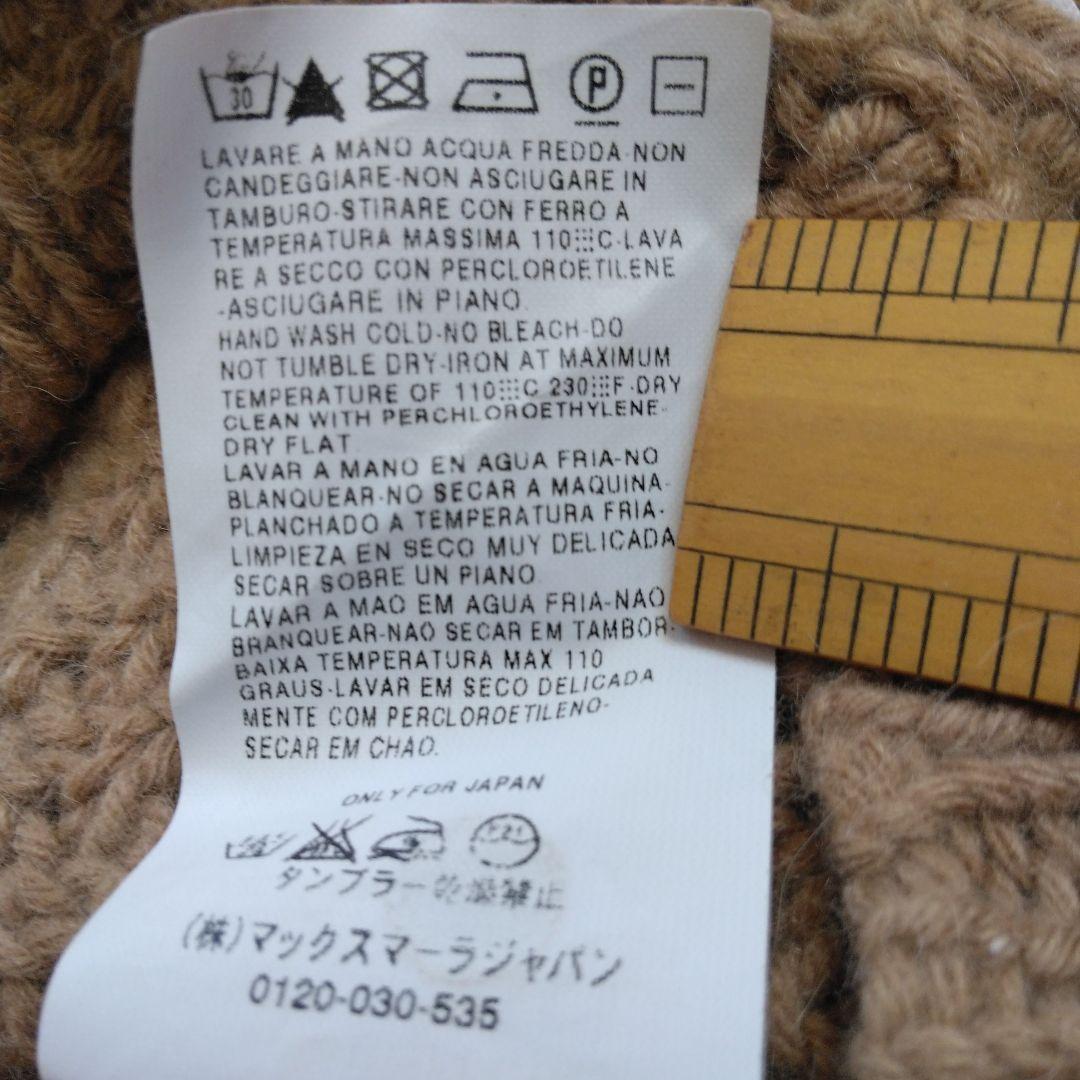 30
P
LAVARE A MANO ACQUA FREDDA-NON
CANDEGGIARE-NON ASCIUGARE IN
TAMBURO-STIRARE CON FERRO A
TEMPERATURA MASSIMA 110 C-LAVA
RE A SECCO CON PERCLOROETILENE
-ASCIUGARE IN PIANO.
HAND WASH COLD-NO BLEACH-DO
NOT TUMBLE DRY-IRON AT MAXIMUM
TEMPERATURE OF 110 C 230 F-DRY
CLEAN WITH PERCHLOROETHYLENE-
DRY FLAT
LAVAR A MANO EN AGUA FRIA-NO
BLANQUEAR-NO SECAR A MAQUINA-
PLANCHADO A TEMPERATURA FRIA-
LIMPIEZA EN SECO MUY DELICADA
SECAR SOBRE UN PIANO.
LAVAR A MAO EM AGUA FRIA-NAO
BRANQUEAR-NAO SECAR EM TAMBOR-
BAIXA TEMPERATURA MAX 110
GRAUS-LAVAR EM SECO DELICADA
MENTE COM PERCLOROETILENO-
SECAR EM CHAO.
ONLY FOR JAPAN
タンブラー乾燥禁止
(株)マックスマーラジャパン
0120-030-535